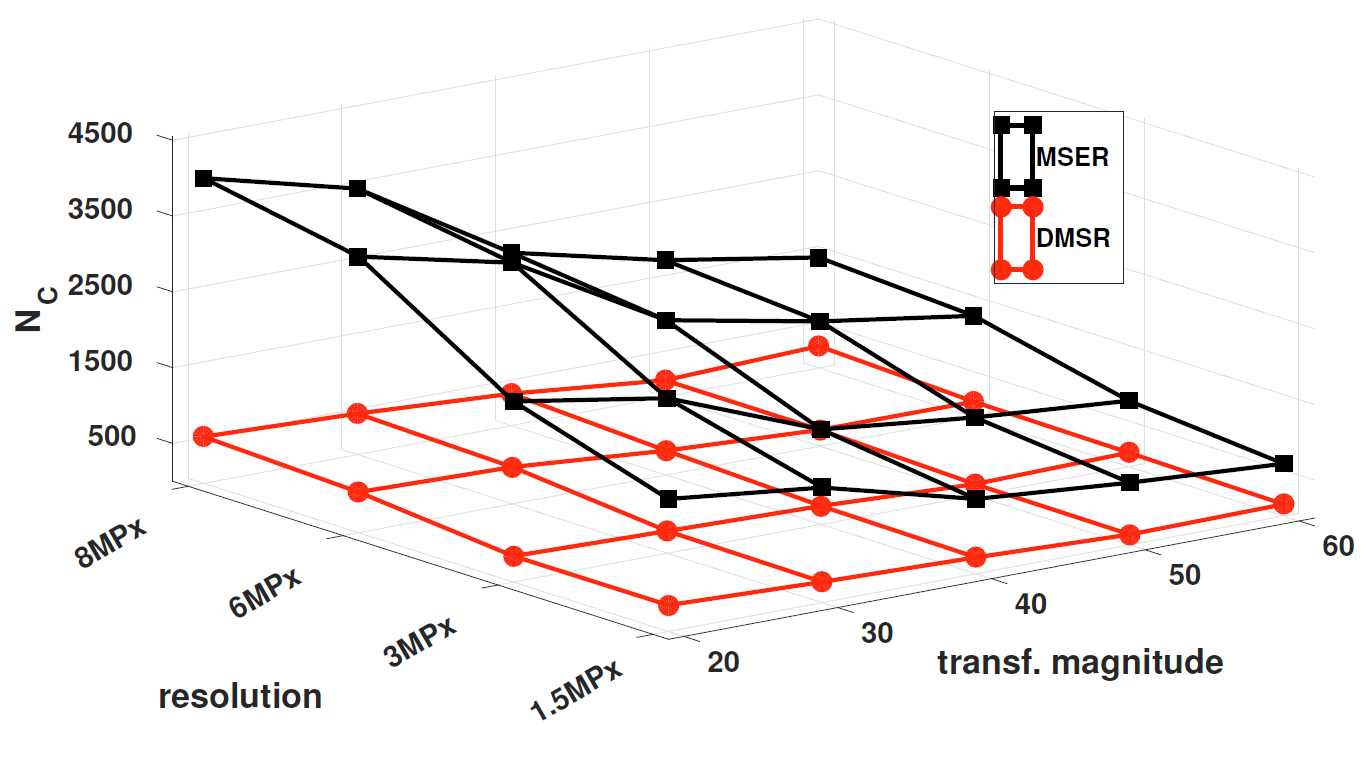 4500
3500
2500
1500
500
N_C
8MPx
6MPx
3MPx
1.5MPx
resolution
20
30
40
50
60
transf. magnitude
MSER
DMSR